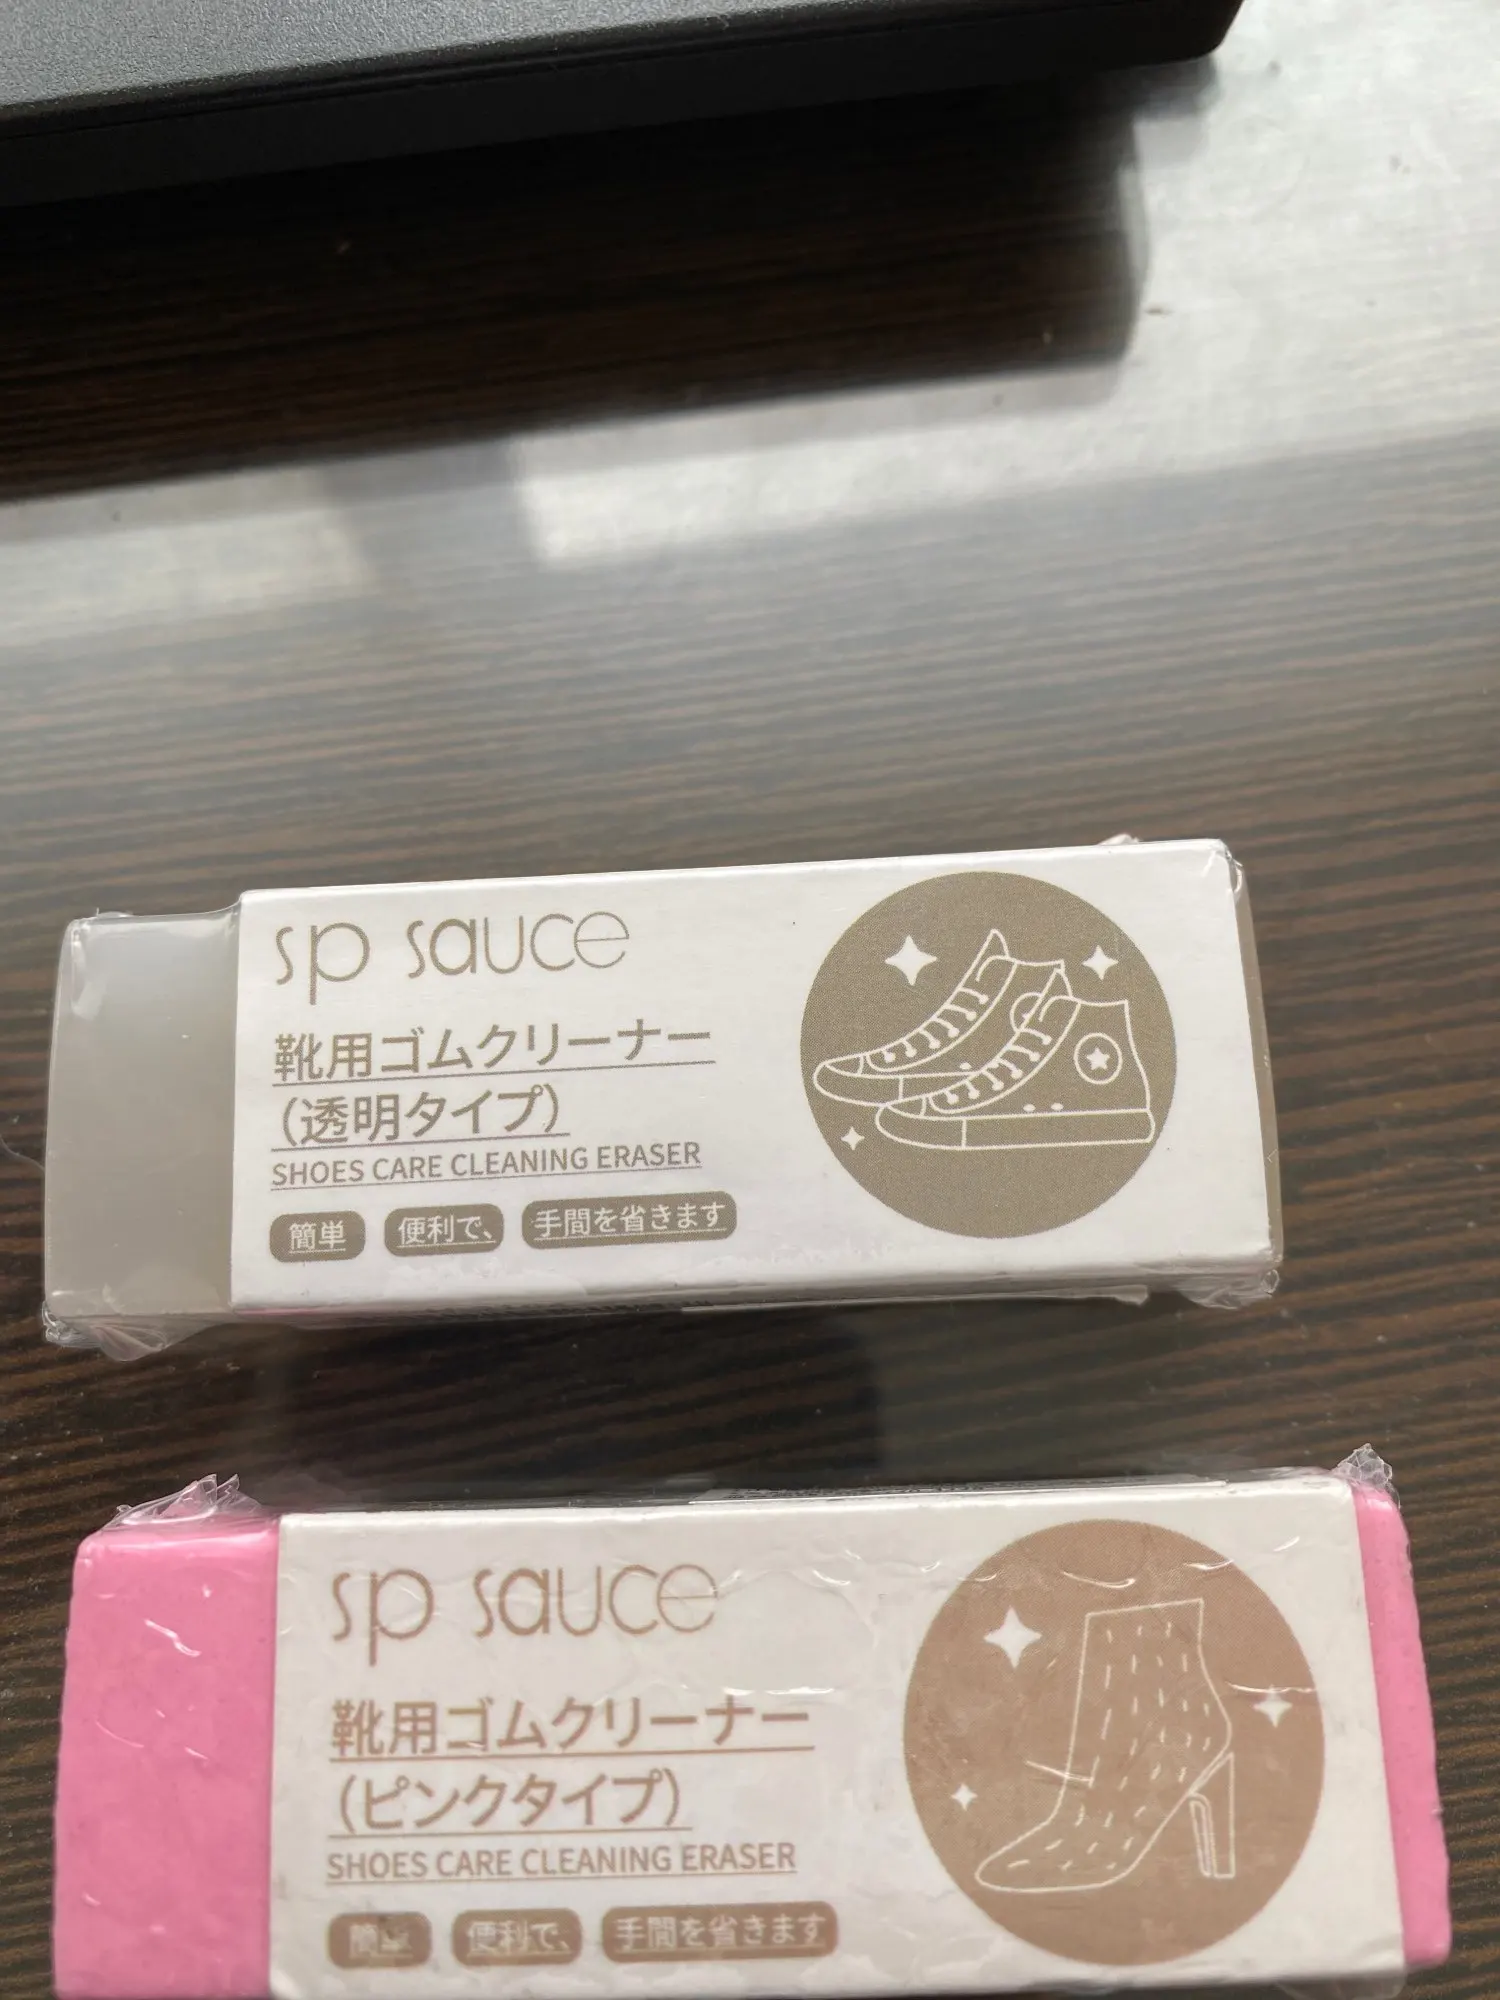 sp sauce
靴用ゴムクリーナー
（透明タイプ）
SHOES CARE CLEANING ERASER
簡単 便利で、 手間を省きます
sp sauce
靴用ゴムクリーナー
（ピンクタイプ）
SHOES CARE CLEANING ERASER
簡単 便利で、 手間を省きます